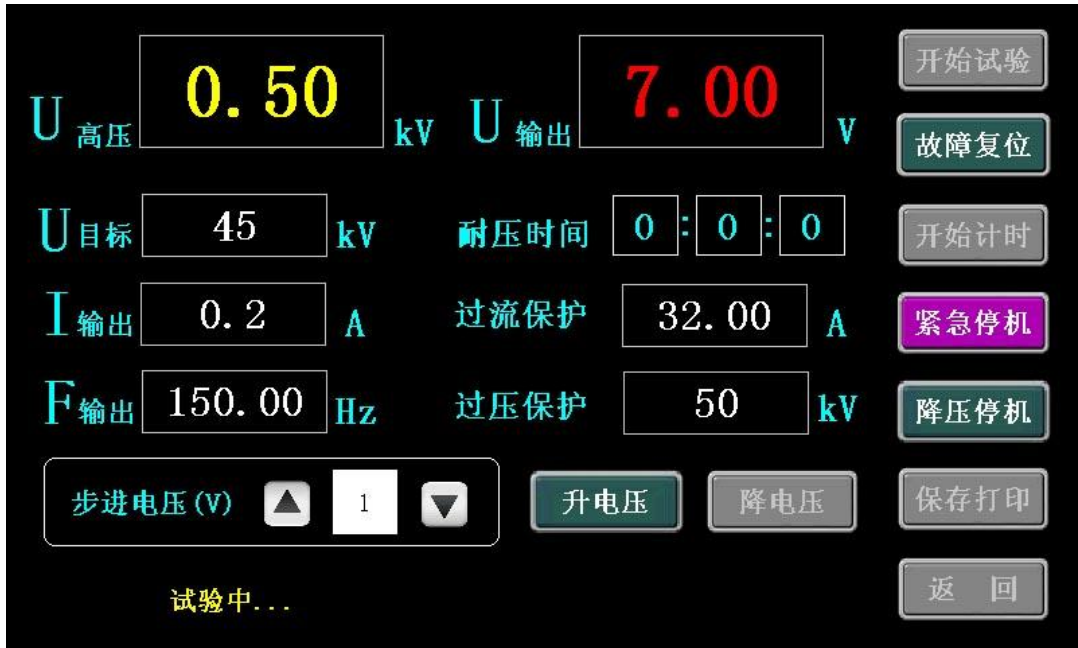 U高压 0.50 kV U输出 7.00 V 开始试验
故障复位
U目标 45 kV 耐压时间 0 : 0 : 0 开始计时
I输出 0.2 A 过流保护 32.00 A 紧急停机
F输出 150.00 Hz 过压保护 50 kV 降压停机
步进电压(V) 1 升电压 降电压 保存打印
试验中... 返 回